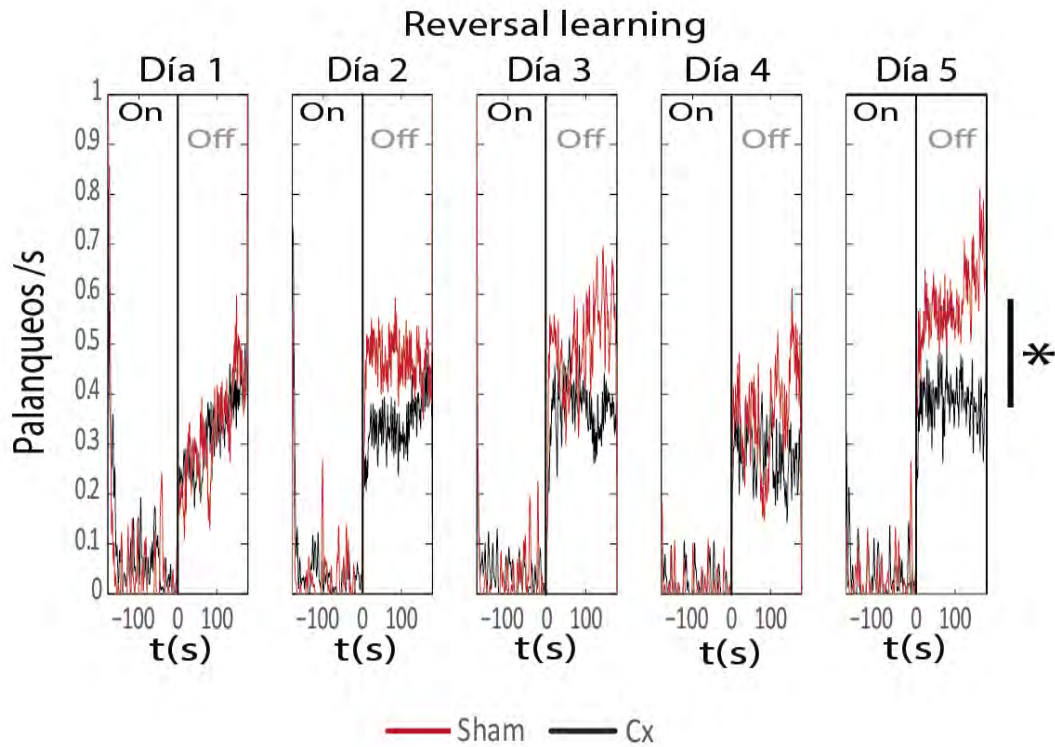 Reversal learning
Día 1 Día 2 Día 3 Día 4 Día 5
1
On On On On On
0.9
Off Off Off Off Off
0.8
0.7
0.6
0.5
0.4
0.3
0.2
0.1
0
Palanqueos /s
*
−100 0 100 −100 0 100 −100 0 100 −100 0 100 −100 0 100
t(s) t(s) t(s) t(s) t(s)
Sham Cx